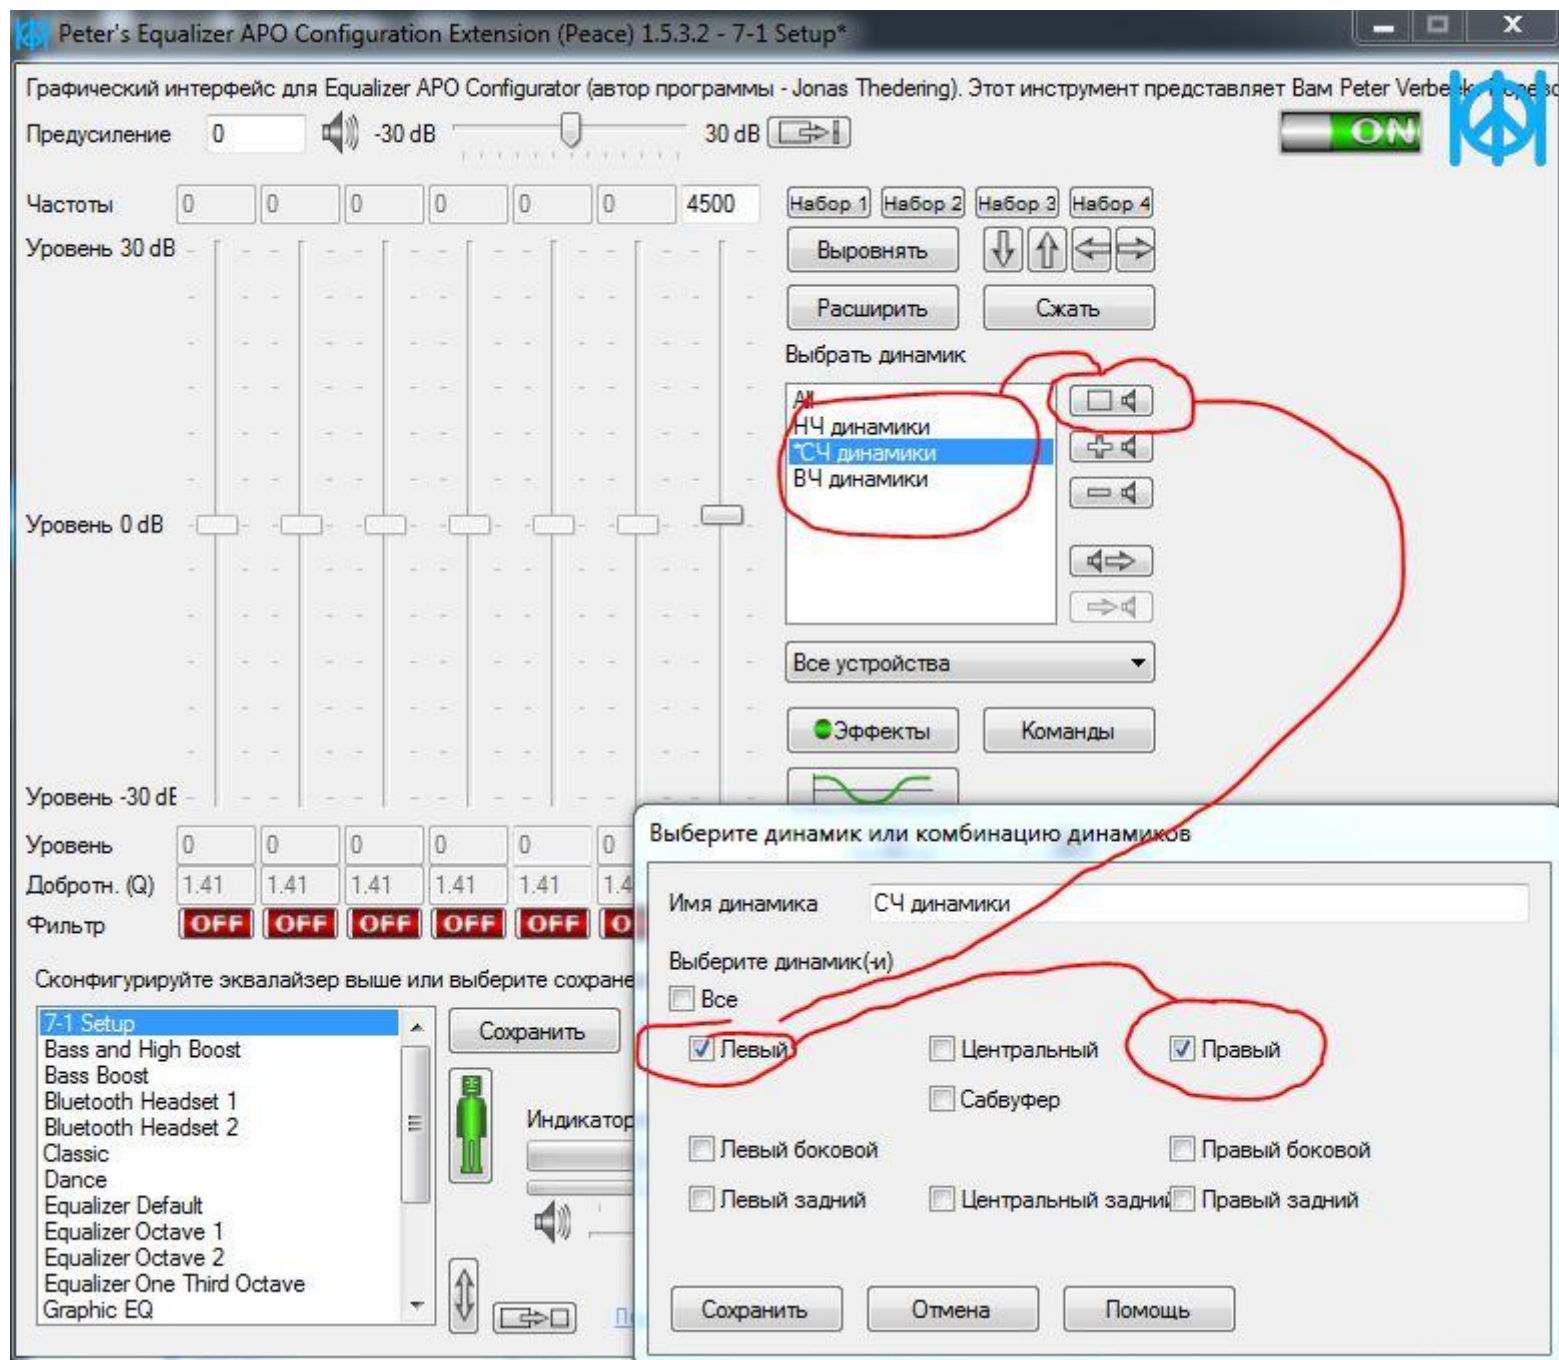 Peter's Equalizer APO Configuration Extension (Peace) 1.5.3.2 - 7-1 Setup*
Графический интерфейс для Equalizer APO Configurator (автор программы - Jonas Thedering). Этот инструмент представляет Вам Peter
Предусиление 0 -30 dB 30 dB ON
Частоты 0 0 0 0 0 0 4500 Набор 1 Набор 2 Набор 3 Набор 4
Уровень 30 dB Выровнять
Расширить Сжать
Выбрать динамик
All
НЧ динамики
*СЧ динамики
ВЧ динамики
Уровень 0 dB
Все устройства
Эффекты Команды
Уровень -30 dB
Уровень 0 0 0 0 0 0
Добротн. (Q) 1.41 1.41 1.41 1.41 1.41 1.4
Фильтр OFF OFF OFF OFF OFF O
Сконфигурируйте эквалайзер выше или выберите сохране
7-1 Setup
Bass and High Boost
Bass Boost
Bluetooth Headset 1
Bluetooth Headset 2
Classic
Dance
Equalizer Default
Equalizer Octave 1
Equalizer Octave 2
Equalizer One Third Octave
Graphic EQ
Сохранить
Индикатор
Выберите динамик или комбинацию динамиков
Имя динамика СЧ динамики
Выберите динамик(-и)
Все
Левый Центральный Правый
Сабвуфер
Левый боковой Правый боковой
Левый задний Центральный задний Правый задний
Сохранить Отмена Помощь